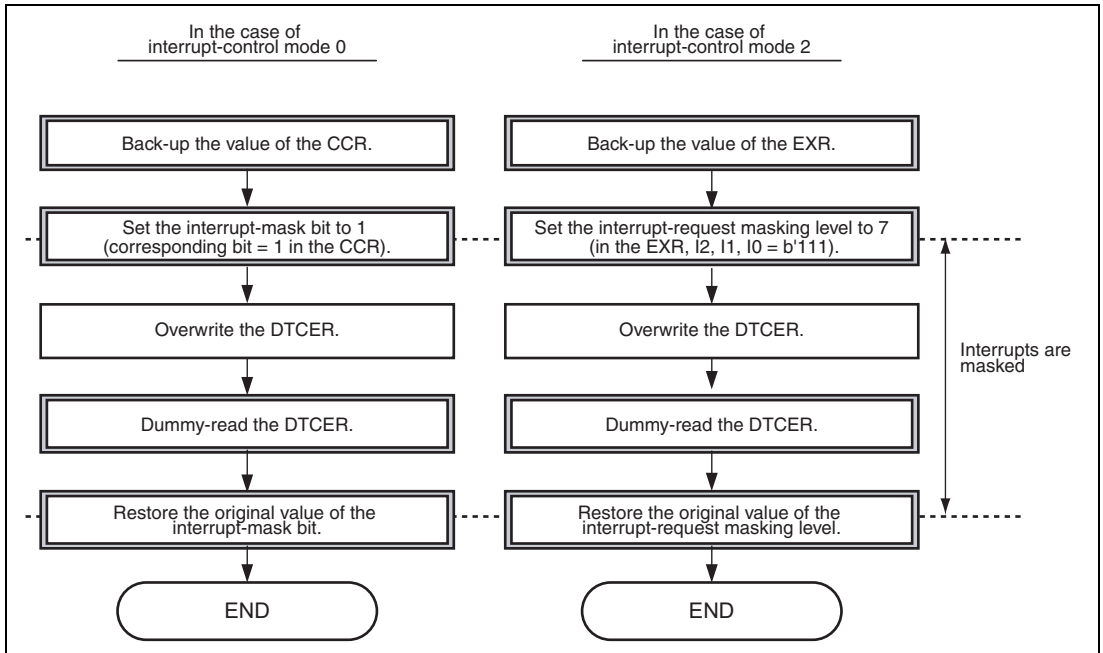 In the case of
interrupt-control mode 0
Back-up the value of the CCR.
Set the interrupt-mask bit to 1
(corresponding bit = 1 in the CCR).
Overwrite the DTCER.
Dummy-read the DTCER.
Restore the original value of the
interrupt-mask bit.
END
In the case of
interrupt-control mode 2
Back-up the value of the EXR.
Set the interrupt-request masking level to 7
(in the EXR, I2, I1, I0 = b'111).
Overwrite the DTCER.
Dummy-read the DTCER.
Restore the original value of the
interrupt-request masking level.
END
Interrupts are
masked